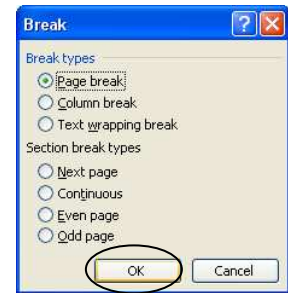 Break
Break types
Page break
Column break
Text wrapping break
Section break types
Next page
Continuous
Even page
Odd page
OK Cancel